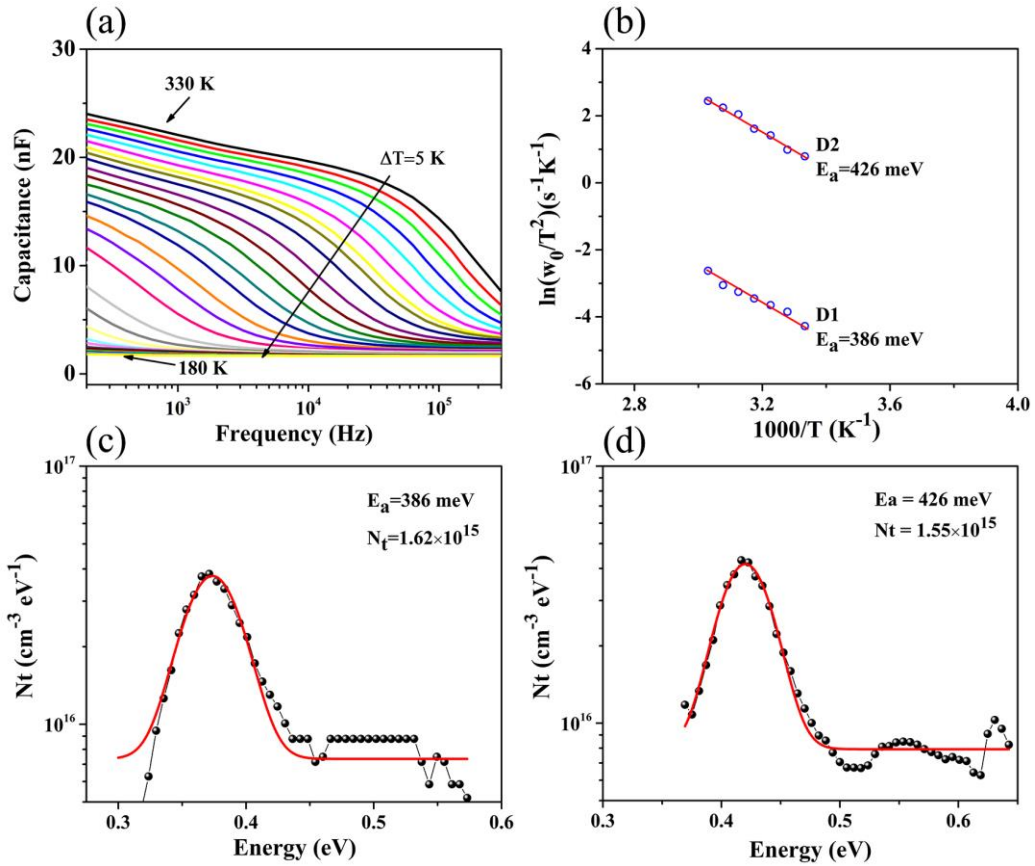 (a)
30
20
10
0
Capacitance (nF)
330 K
ΔT=5 K
180 K
10³
10⁴
10⁵
Frequency (Hz)
(b)
4
2
0
-2
-4
-6
ln(w₀/T²)(s⁻¹K⁻¹)
D2
Eₐ=426 meV
D1
Eₐ=386 meV
2.8
3.2
3.6
4.0
1000/T (K⁻¹)
(c)
10¹⁷
10¹⁶
Nt (cm⁻³ eV⁻¹)
Eₐ=386 meV
Nₜ=1.62×10¹⁵
0.3
0.4
0.5
0.6
Energy (eV)
(d)
10¹⁷
10¹⁶
Nt (cm⁻³ eV⁻¹)
Ea = 426 meV
Nt = 1.55×10¹⁵
0.3
0.4
0.5
0.6
Energy (eV)